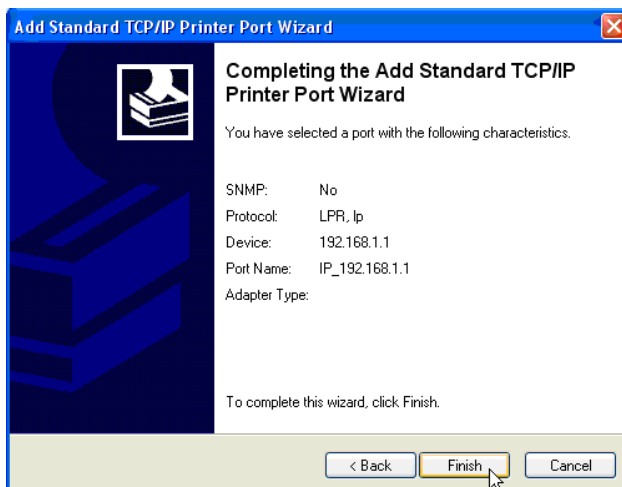 Add Standard TCP/IP Printer Port Wizard
Completing the Add Standard TCP/IP
Printer Port Wizard
You have selected a port with the following characteristics.
SNMP: No
Protocol: LPR, lp
Device: 192.168.1.1
Port Name: IP_192.168.1.1
Adapter Type:
To complete this wizard, click Finish.
< Back Finish Cancel